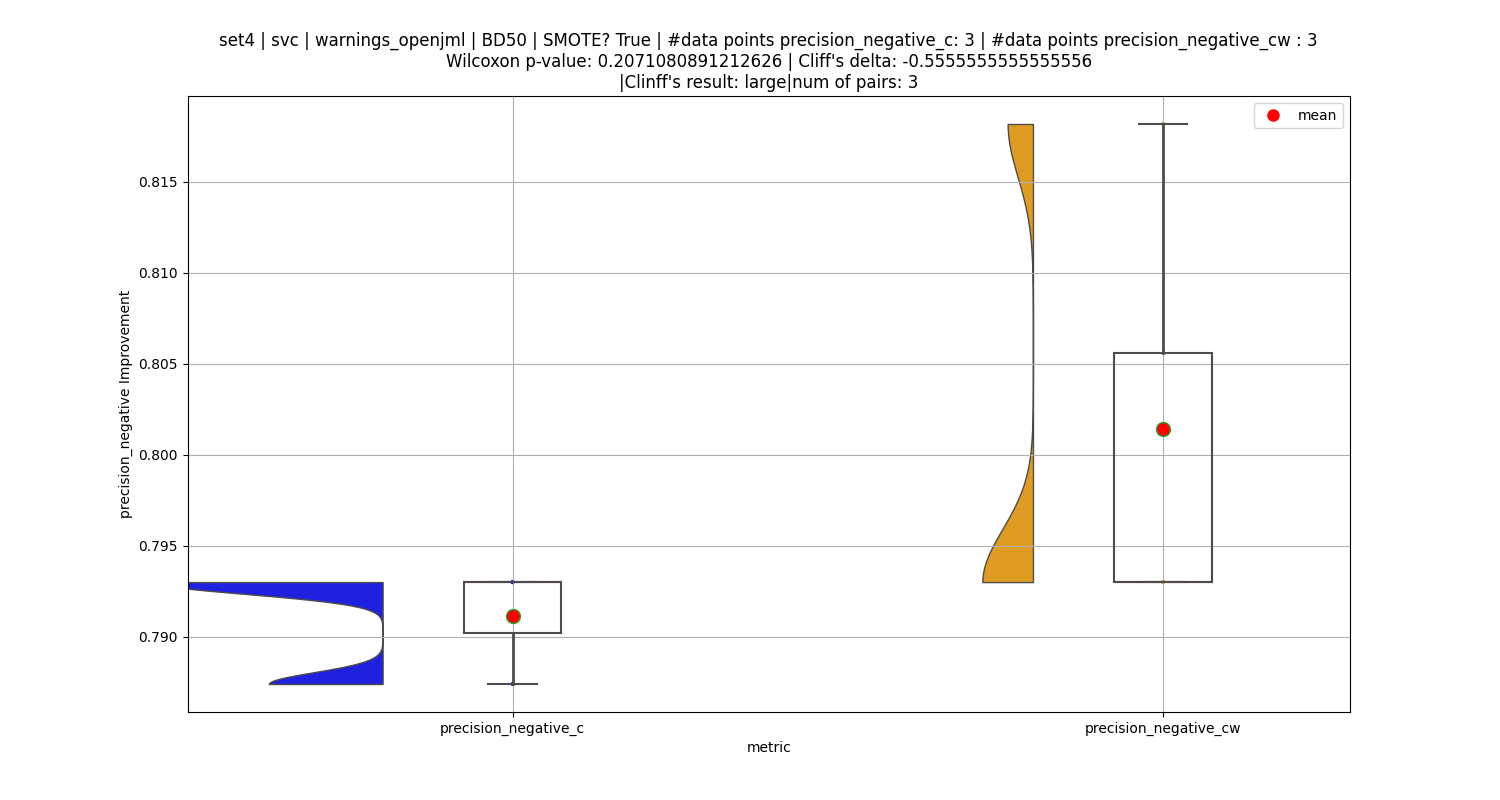 set4 | svc | warnings_openjml | BD50 | SMOTE? True | #data points precision_negative_c: 3 | #data points precision_negative_cw : 3
Wilcoxon p-value: 0.2071080891212626 | Cliff's delta: -0.5555555555555556
|Clinff's result: large|num of pairs: 3
mean
0.815
0.810
0.805
0.800
0.795
0.790
precision_negative Improvement
precision_negative_c
precision_negative_cw
metric